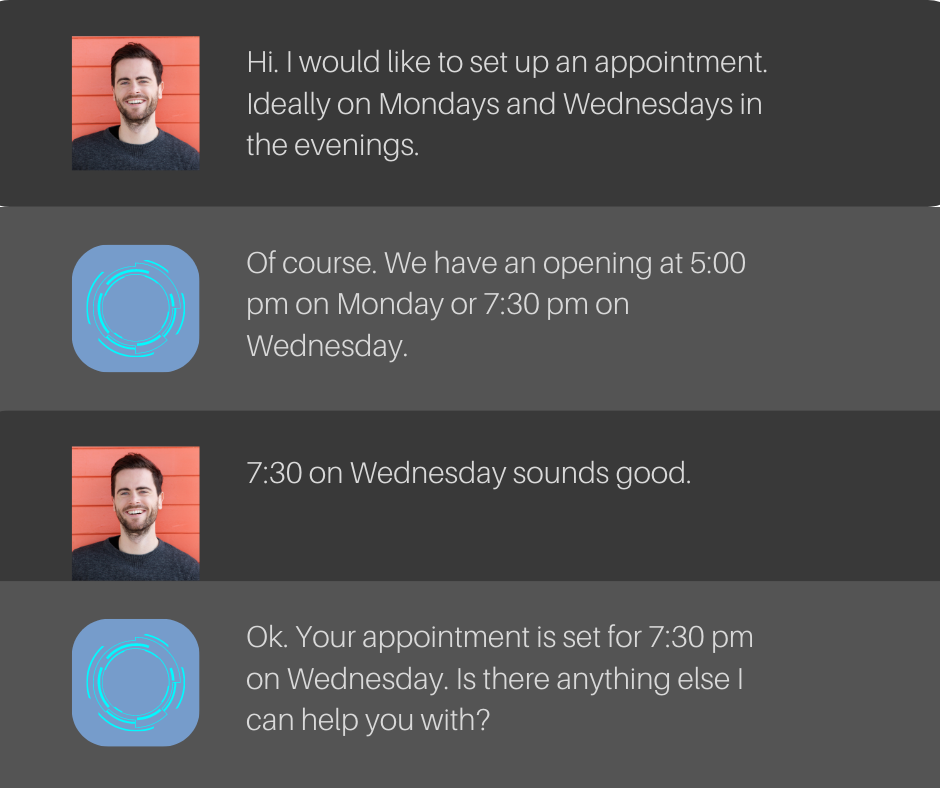 Hi. I would like to set up an appointment.
Ideally on Mondays and Wednesdays in
the evenings.
Of course. We have an opening at 5:00
pm on Monday or 7:30 pm on
Wednesday.
7:30 on Wednesday sounds good.
Ok. Your appointment is set for 7:30 pm
on Wednesday. Is there anything else I
can help you with?